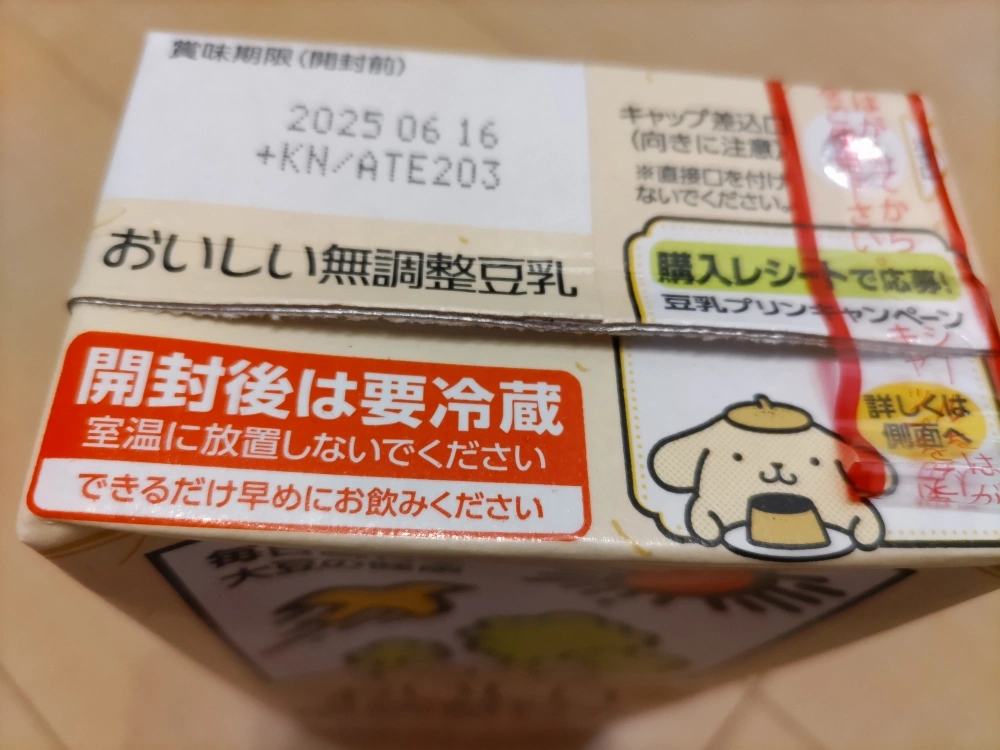 賞味期限(開封前)
2025 06 16
+KN/ATE203
おいしい無調整豆乳
キャップ差込口
(向きに注意)
※直接口を付け
ないでください。
購入レシートで応募!
豆乳プリンキャンペーン
詳しくは
側面へ
開封後は要冷蔵
室温に放置しないでください
できるだけ早めにお飲みください
毎日
大豆の